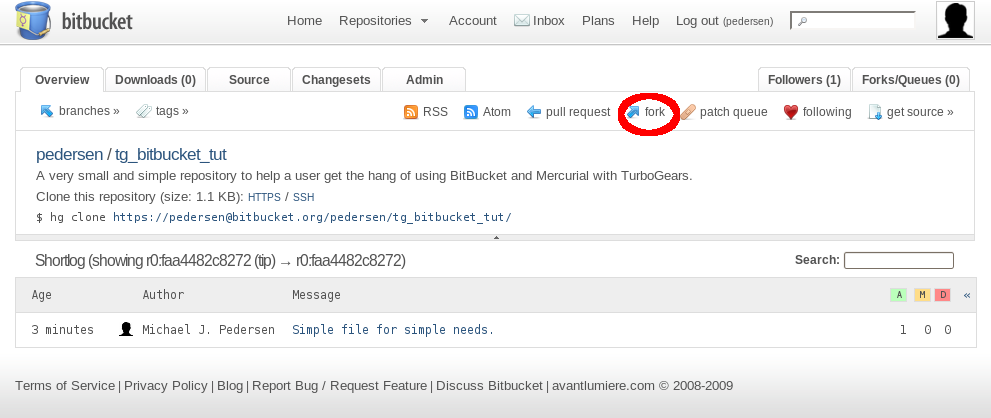 bitbucket Home Repositories Account Inbox Plans Help Log out (pedersen)
Overview Downloads (0) Source Changesets Admin Followers (1) Forks/Queues (0)
branches » tags » RSS Atom pull request fork patch queue following get source »
pedersen / tg_bitbucket_tut
A very small and simple repository to help a user get the hang of using BitBucket and Mercurial with TurboGears.
Clone this repository (size: 1.1 KB): HTTPS / SSH
$ hg clone https://pedersen@bitbucket.org/pedersen/tg_bitbucket_tut/
Shortlog (showing r0:faa4482c8272 (tip) → r0:faa4482c8272) Search:
Age Author Message A M D «
3 minutes Michael J. Pedersen Simple file for simple needs. 1 0 0
Terms of Service | Privacy Policy | Blog | Report Bug / Request Feature | Discuss Bitbucket | avantlumiere.com © 2008-2009